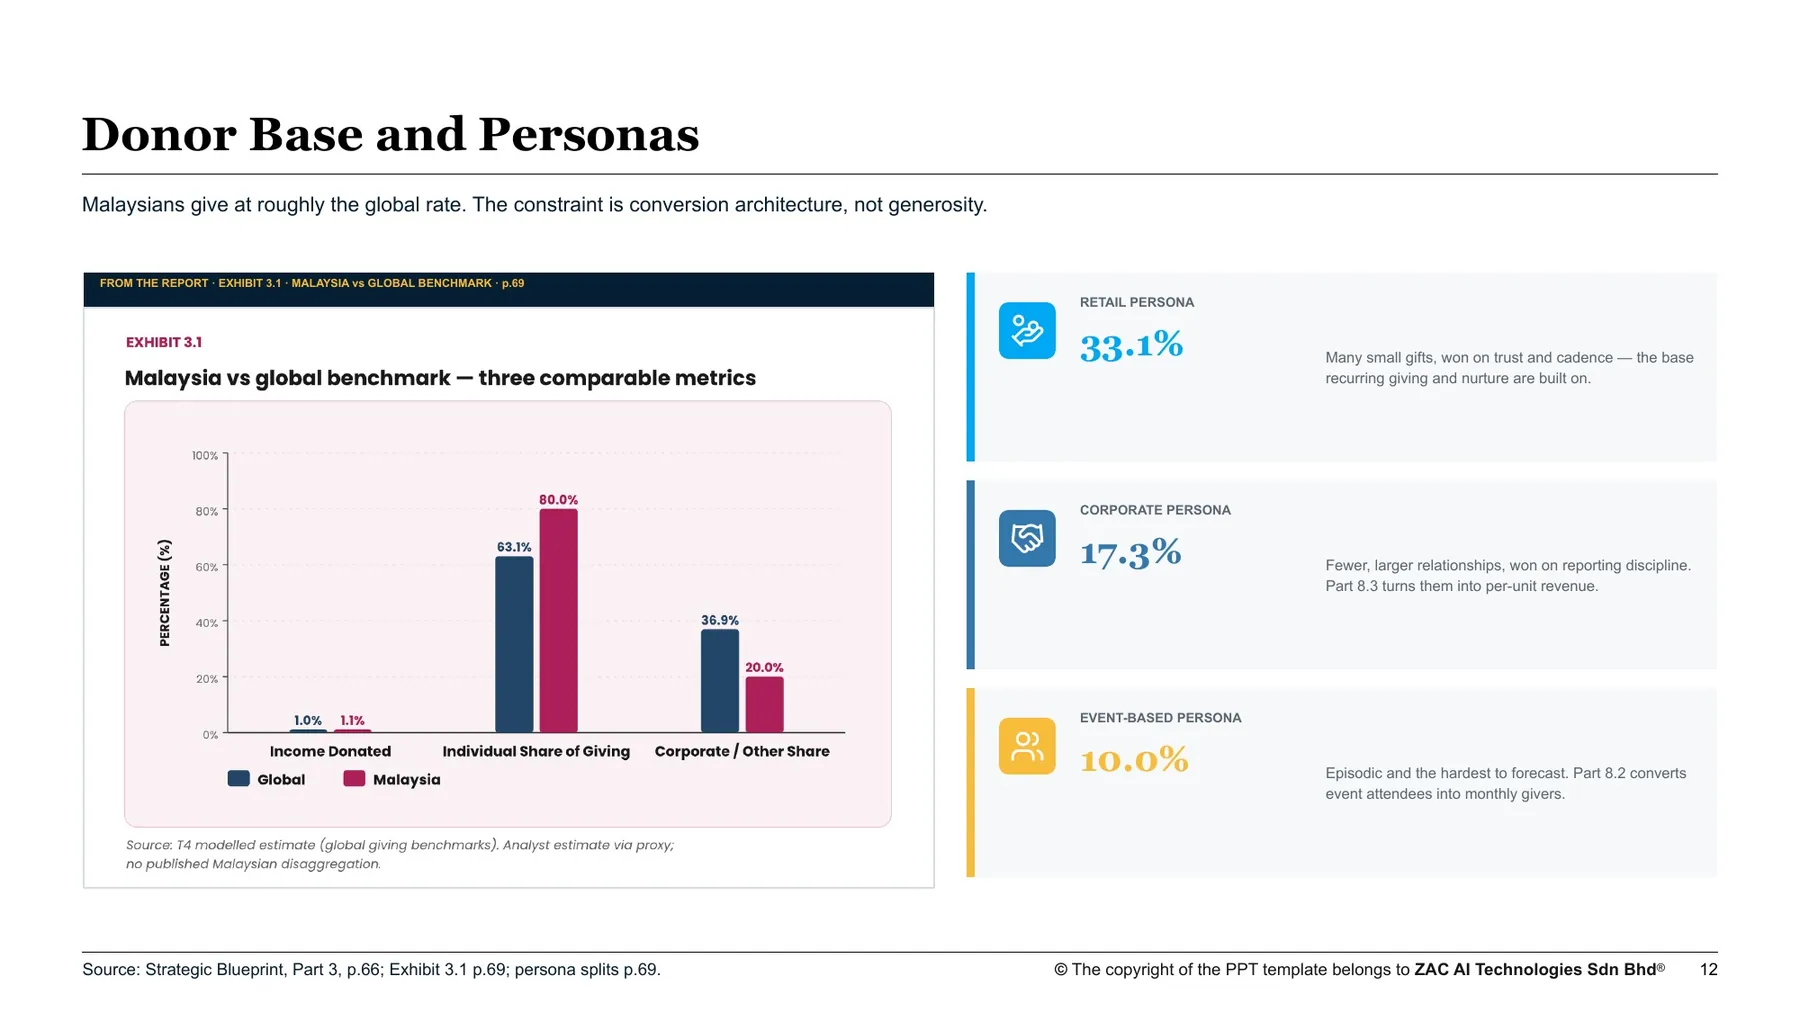 Donor Base and Personas
Malaysians give at roughly the global rate. The constraint is conversion architecture, not generosity.
FROM THE REPORT · EXHIBIT 3.1 · MALAYSIA vs GLOBAL BENCHMARK · p.69
EXHIBIT 3.1
Malaysia vs global benchmark — three comparable metrics
PERCENTAGE (%)
100%
80%
60%
40%
20%
0%
1.0%
1.1%
63.1%
80.0%
36.9%
20.0%
Income Donated
Individual Share of Giving
Corporate / Other Share
Global
Malaysia
Source: T4 modelled estimate (global giving benchmarks). Analyst estimate via proxy;
no published Malaysian disaggregation.
RETAIL PERSONA
33.1%
Many small gifts, won on trust and cadence — the base
recurring giving and nurture are built on.
CORPORATE PERSONA
17.3%
Fewer, larger relationships, won on reporting discipline.
Part 8.3 turns them into per-unit revenue.
EVENT-BASED PERSONA
10.0%
Episodic and the hardest to forecast. Part 8.2 converts
event attendees into monthly givers.
Source: Strategic Blueprint, Part 3, p.66; Exhibit 3.1 p.69; persona splits p.69.
© The copyright of the PPT template belongs to ZAC AI Technologies Sdn Bhd®
12